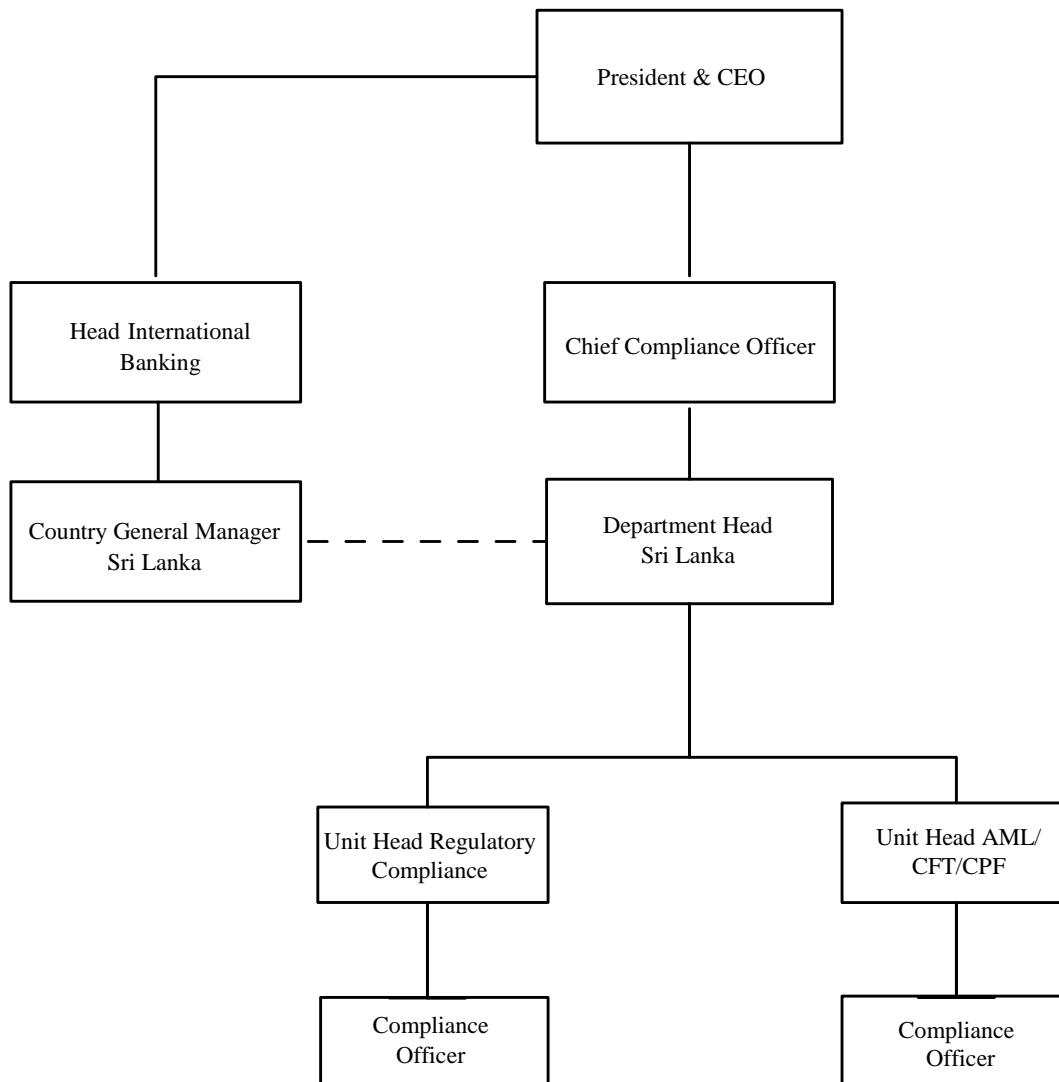 President & CEO
Head International
Banking
Chief Compliance Officer
Country General Manager
Sri Lanka
Department Head
Sri Lanka
Unit Head Regulatory
Compliance
Unit Head AML/
CFT/CPF
Compliance
Officer
Compliance
Officer